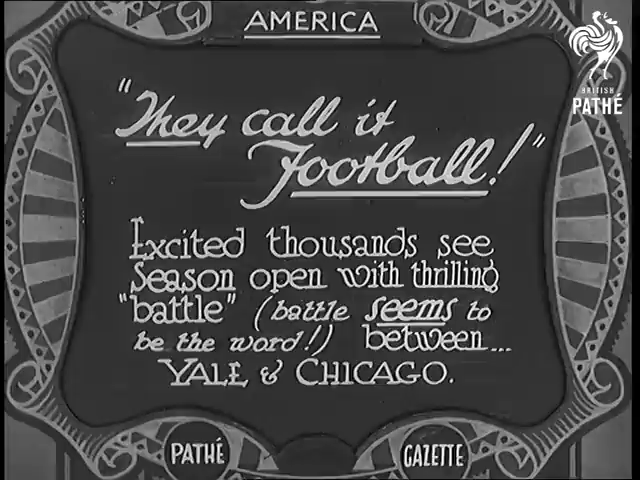 AMERICA
BRITISH
PATHÉ
"They call it
Football!"
Excited thousands see
Season open with thrilling
"battle" (battle seems to
be the word!) between...
YALE & CHICAGO.
PATHÉ
GAZETTE